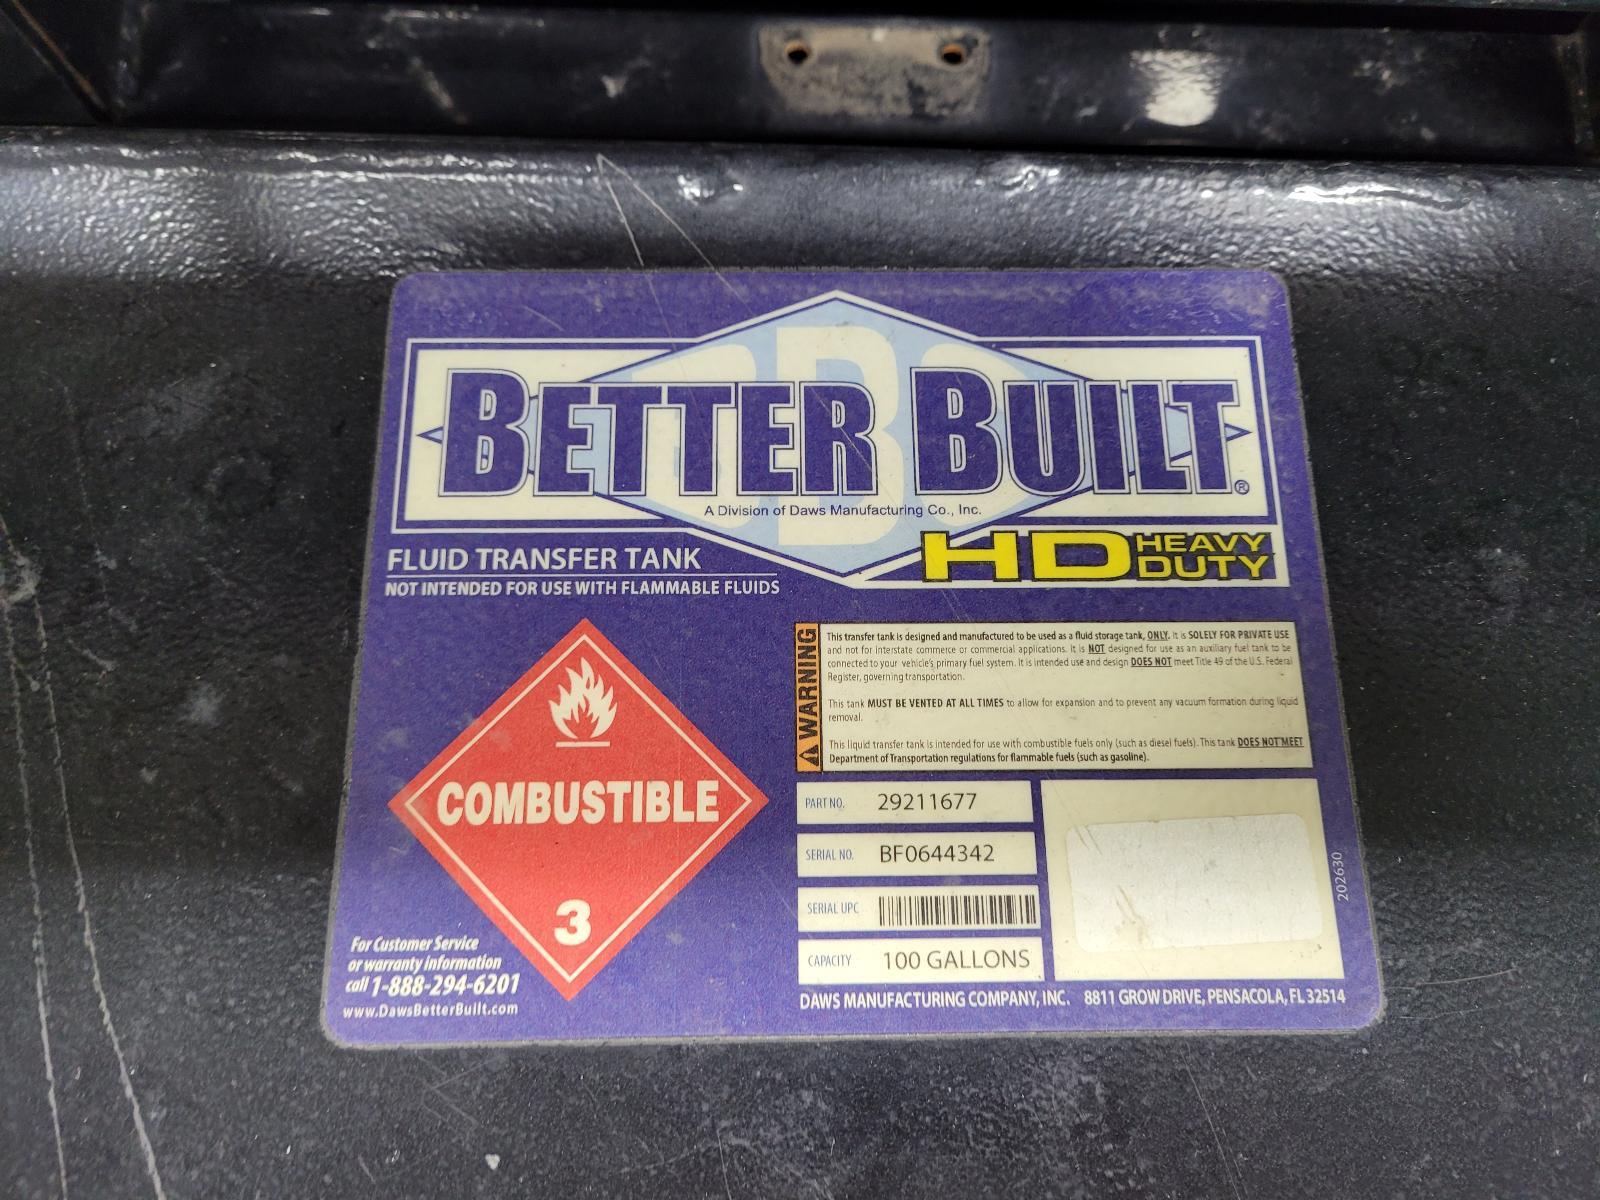 BETTER BUILT®
A Division of Daws Manufacturing Co., Inc.
HD HEAVY DUTY
FLUID TRANSFER TANK
NOT INTENDED FOR USE WITH FLAMMABLE FLUIDS
COMBUSTIBLE
3
For Customer Service
or warranty information
call 1-888-294-6201
www.DawsBetterBuilt.com
WARNING
This transfer tank is designed and manufactured to be used as a fluid storage tank, ONLY. It is SOLELY FOR PRIVATE USE
and not for interstate commerce or commercial applications. It is NOT designed for use as an auxiliary fuel tank to be
connected to your vehicle's primary fuel system. It is intended use and design DOES NOT meet Title 49 of the U.S. Federal
Register, governing transportation.
This tank MUST BE VENTED AT ALL TIMES to allow for expansion and to prevent any vacuum formation during liquid
removal.
This liquid transfer tank is intended for use with combustible fuels only (such as diesel fuels). This tank DOES NOT MEET
Department of Transportation regulations for flammable fuels (such as gasoline).
PART NO. 29211677
SERIAL NO. BF0644342
SERIAL UPC
CAPACITY 100 GALLONS
202630
DAWS MANUFACTURING COMPANY, INC. 8811 GROW DRIVE, PENSACOLA, FL 32514